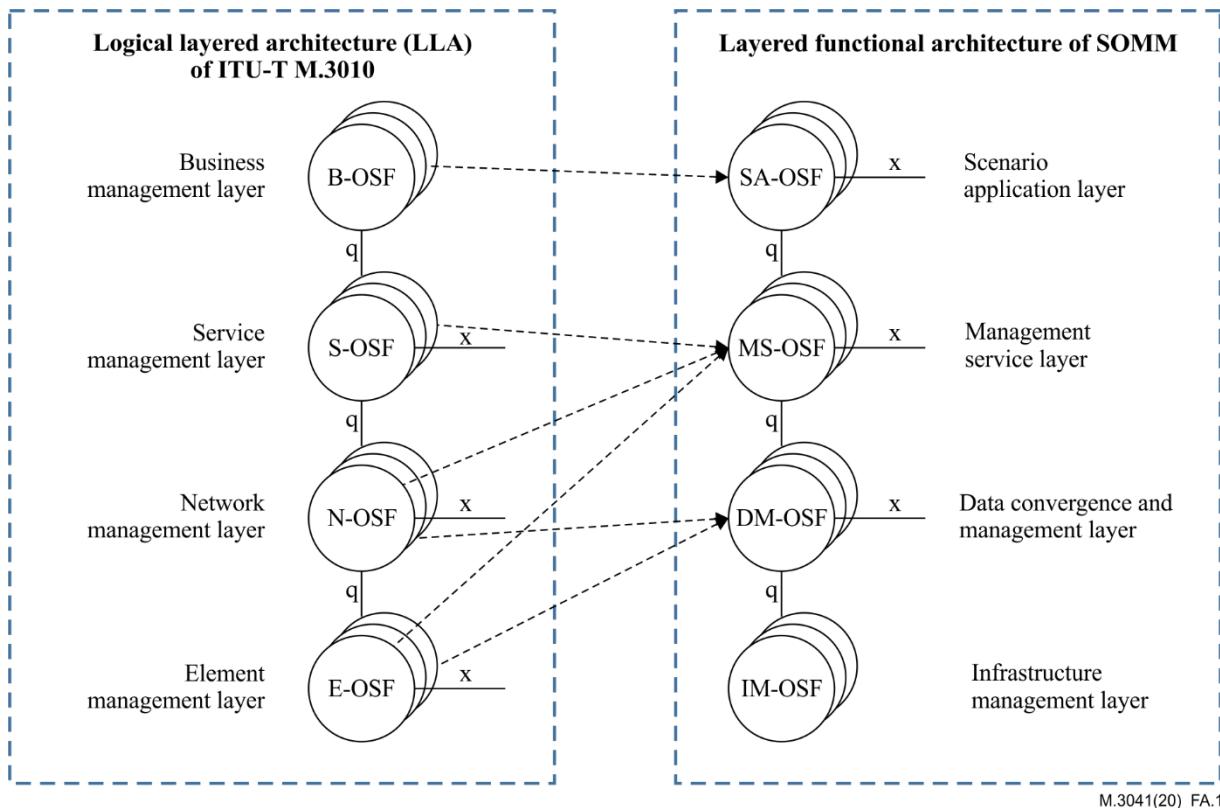 Logical layered architecture (LLA)
of ITU-T M.3010
Business
management layer
B-OSF
q
Service
management layer
S-OSF
x
q
Network
management layer
N-OSF
x
q
Element
management layer
E-OSF
x
Layered functional architecture of SOMM
SA-OSF
x
Scenario
application layer
q
MS-OSF
x
Management
service layer
q
DM-OSF
x
Data convergence and
management layer
q
IM-OSF
Infrastructure
management layer
M.3041(20)_FA.1